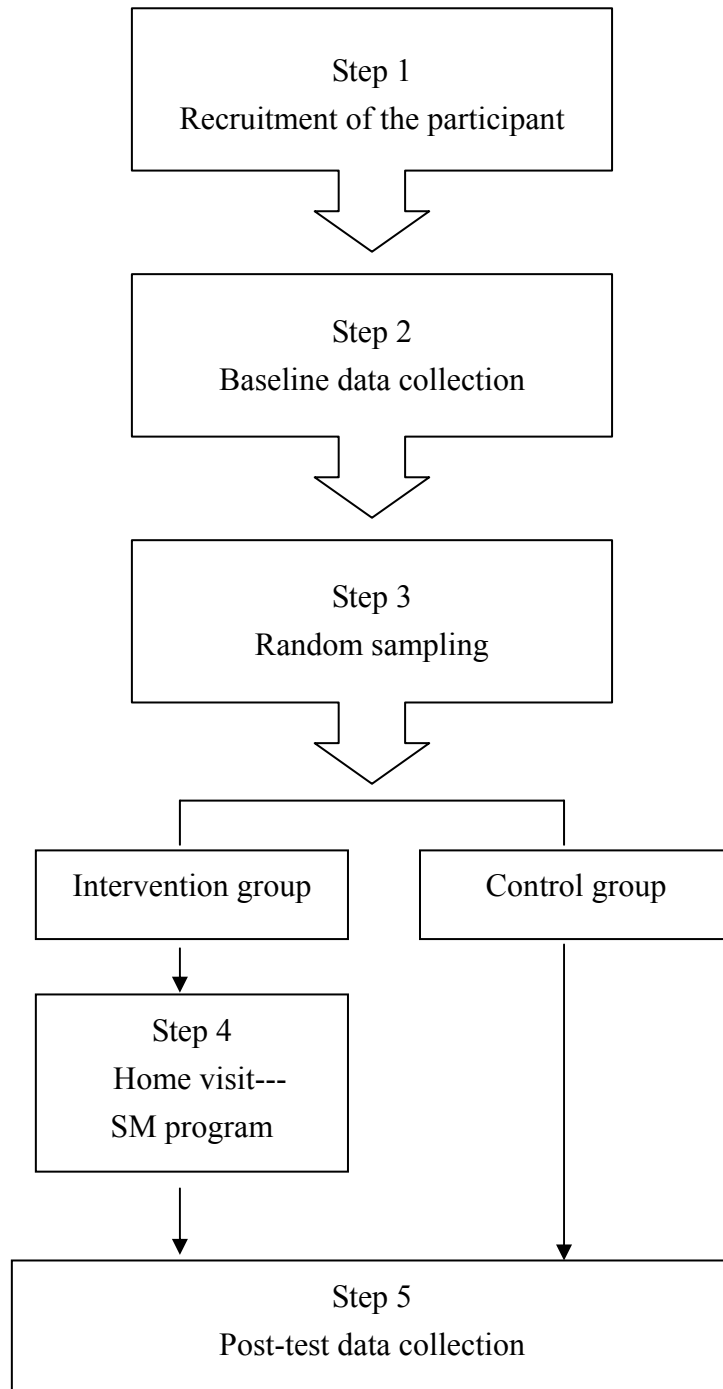 Step 1
Recruitment of the participant
Step 2
Baseline data collection
Step 3
Random sampling
Intervention group
Control group
Step 4
Home visit---
SM program
Step 5
Post-test data collection